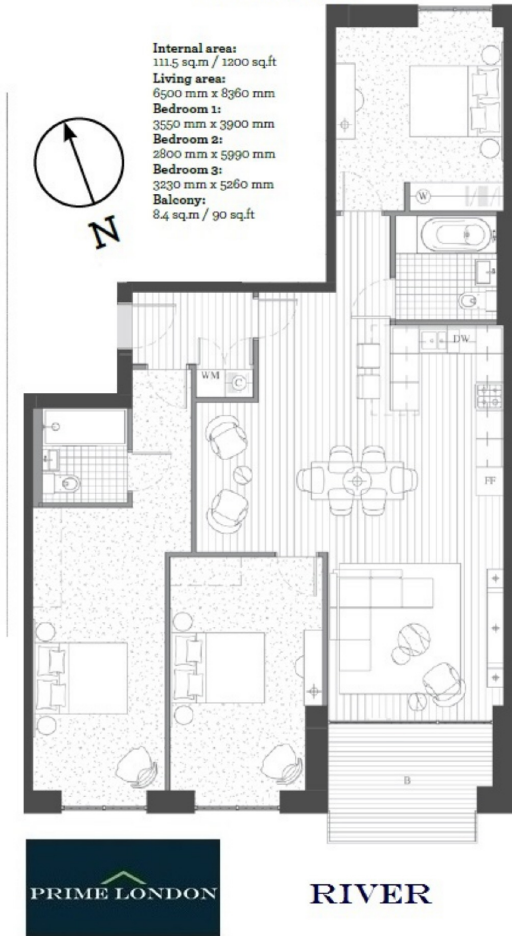 Internal area:
111.5 sq.m / 1200 sq.ft
Living area:
6500 mm x 8360 mm
Bedroom 1:
3550 mm x 3900 mm
Bedroom 2:
2800 mm x 5990 mm
Bedroom 3:
3230 mm x 5260 mm
Balcony:
8.4 sq.m / 90 sq.ft
N
W
DW
WM
C
FF
B
PRIME LONDON
RIVER